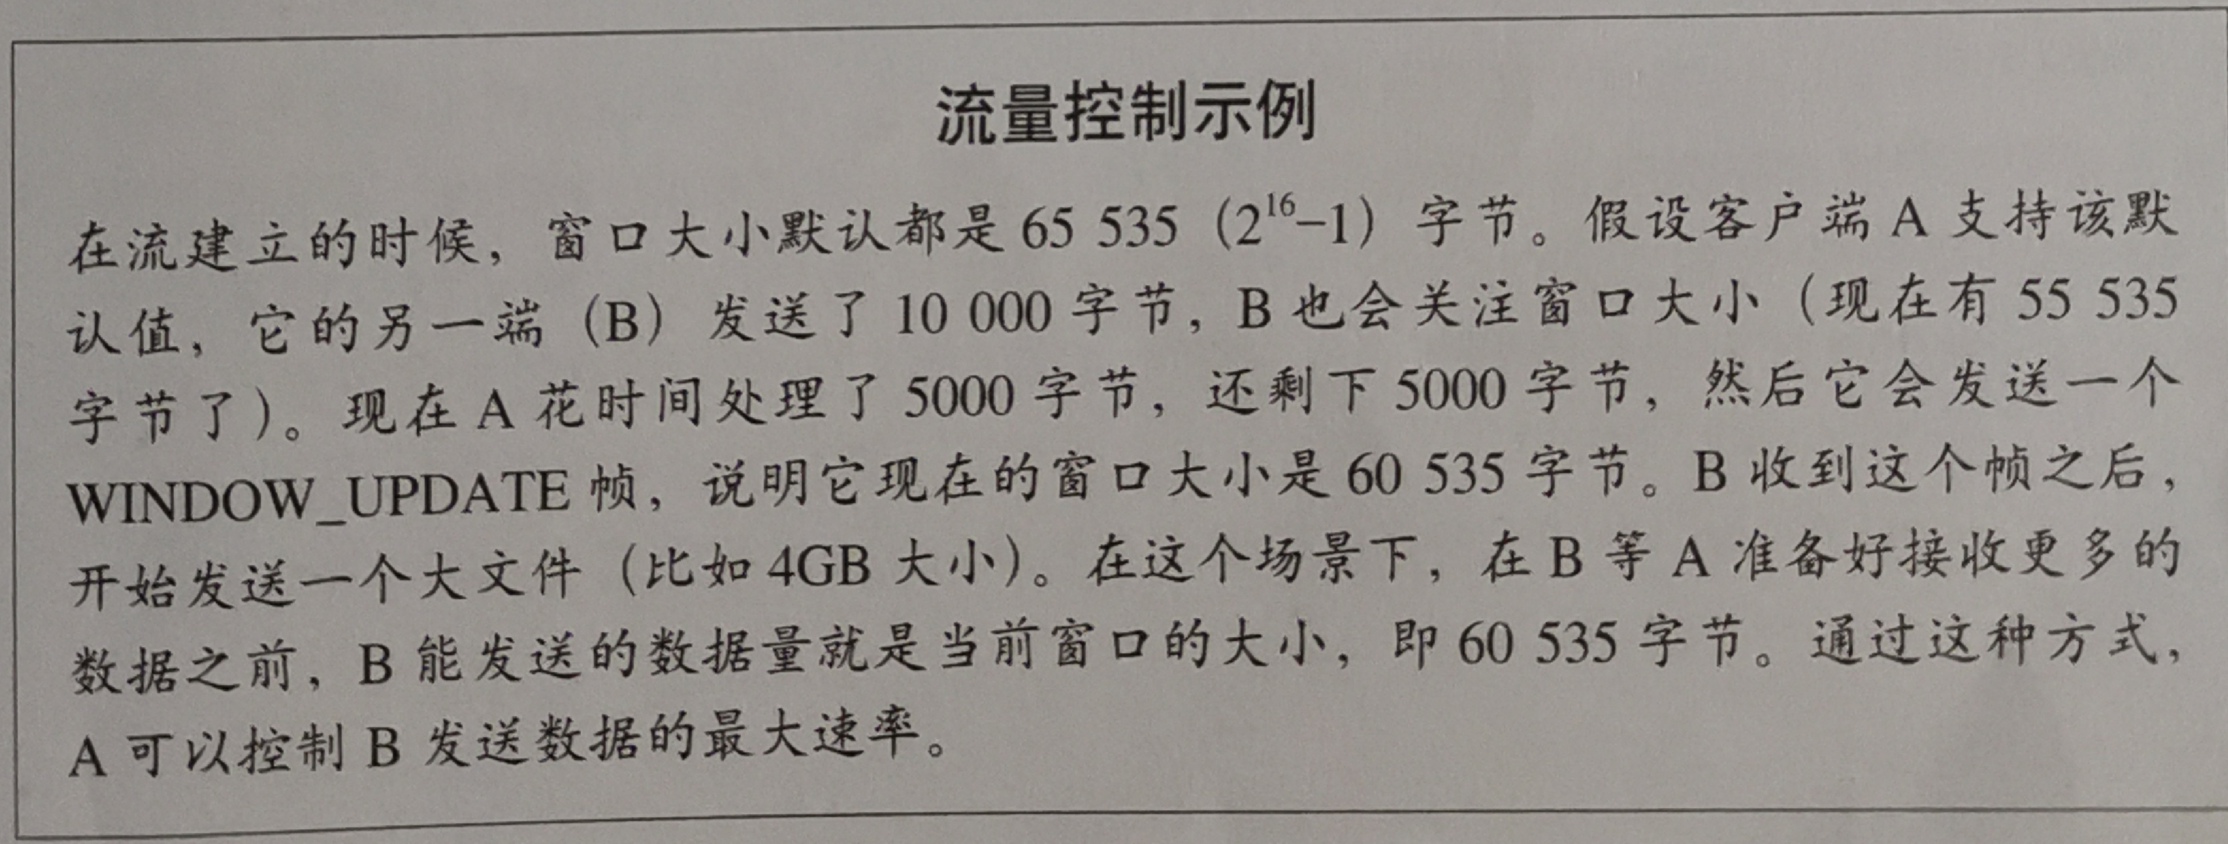 流量控制示例
在流建立的时候，窗口大小默认都是 65 535（2¹⁶–1）字节。假设客户端 A 支持该默
认值，它的另一端（B）发送了 10 000 字节，B 也会关注窗口大小（现在有 55 535
字节了）。现在 A 花时间处理了 5000 字节，还剩下 5000 字节，然后它会发送一个
WINDOW_UPDATE 帧，说明它现在的窗口大小是 60 535 字节。B 收到这个帧之后，
开始发送一个大文件（比如 4GB 大小）。在这个场景下，在 B 等 A 准备好接收更多的
数据之前，B 能发送的数据量就是当前窗口的大小，即 60 535 字节。通过这种方式，
A 可以控制 B 发送数据的最大速率。